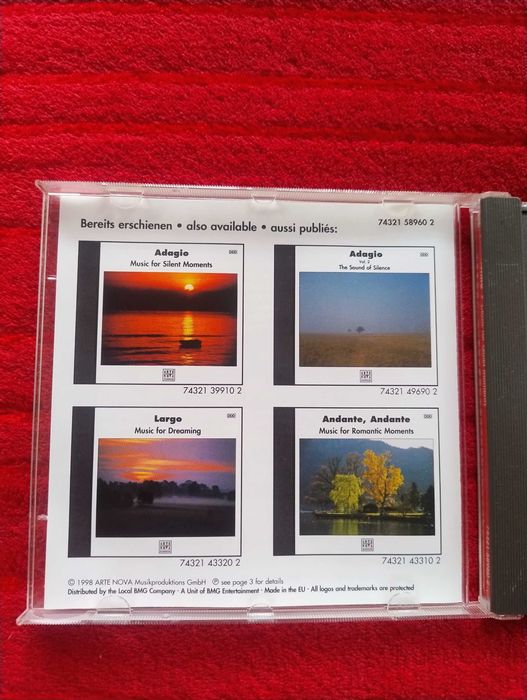 Bereits erschienen • also available • aussi publiés:
74321 58960 2
Adagio
Music for Silent Moments
74321 39910 2
Adagio
Vol. 2
The Sound of Silence
74321 49690 2
Largo
Music for Dreaming
74321 43320 2
Andante, Andante
Music for Romantic Moments
74321 43310 2
© 1998 ARTE NOVA Musikproduktions GmbH ℗ see page 3 for details
Distributed by the Local BMG Company · A Unit of BMG Entertainment · Made in the EU · All logos and trademarks are protected